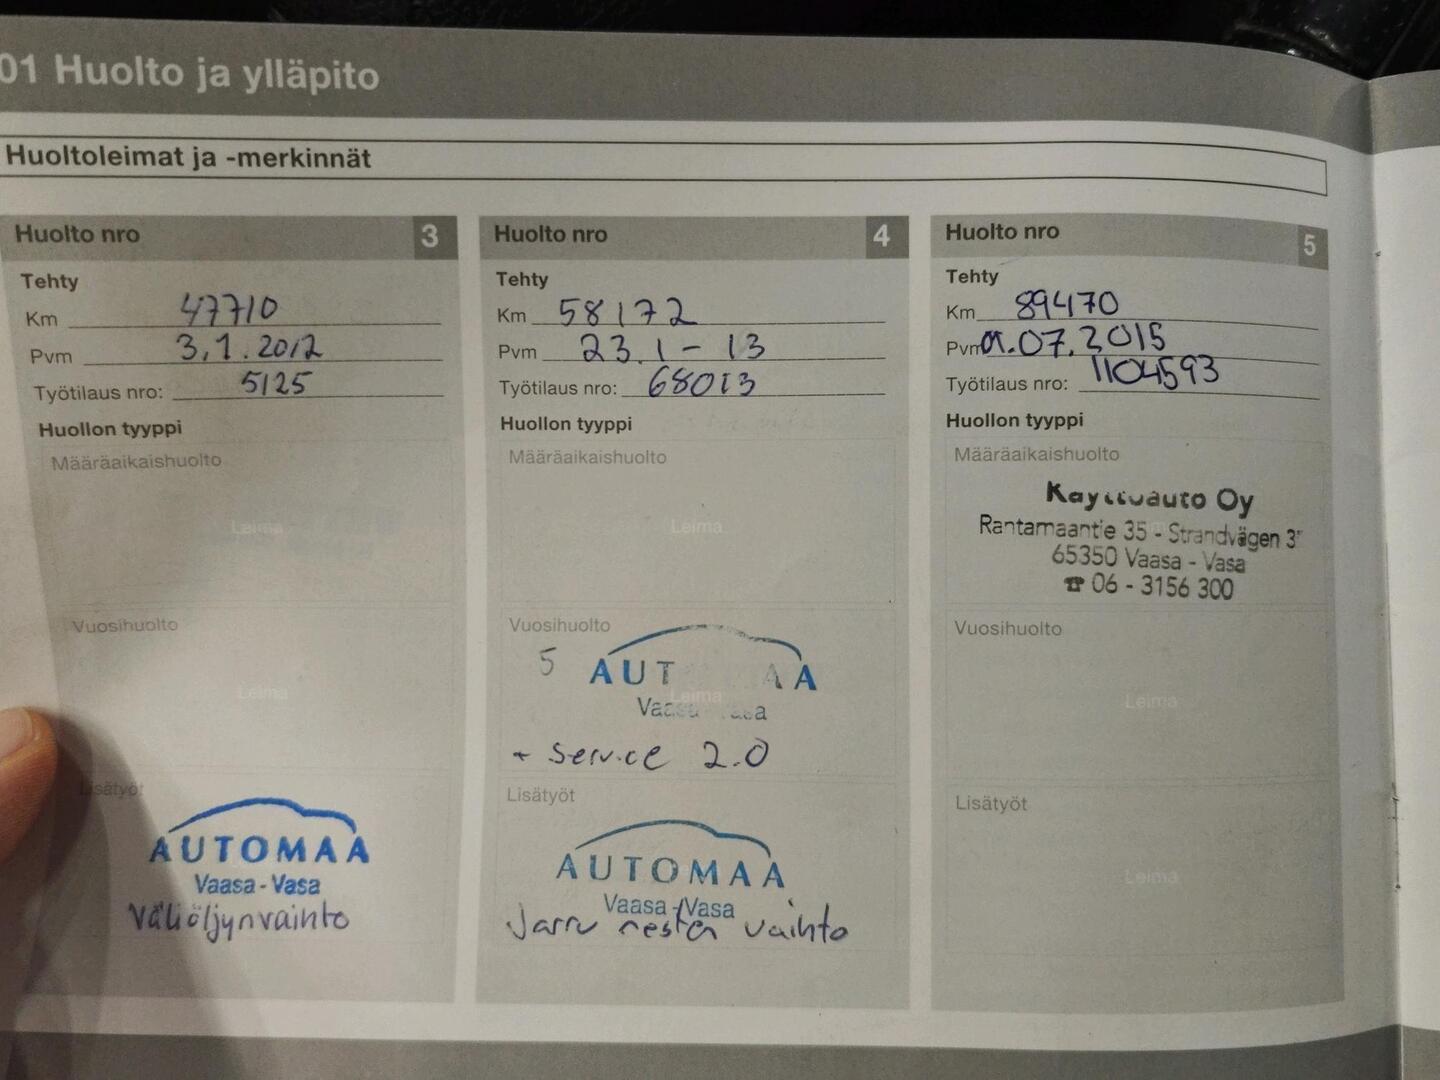 01 Huolto ja ylläpito
Huoltoleimat ja -merkinnät
Huolto nro 3
Tehty
Km 47710
Pvm 3.1.2012
Työtilaus nro: 5125
Huollon tyyppi
Määräaikaishuolto
Leima
Vuosihuolto
Leima
Lisätyöt
AUTOMAA
Vaasa - Vasa
Väliöljynvaihto
Huolto nro 4
Tehty
Km 58172
Pvm 23.1-13
Työtilaus nro: 68013
Huollon tyyppi
Määräaikaishuolto
Leima
Vuosihuolto
5
Leima
+ Service 2.0
Lisätyöt
AUTOMAA
Vaasa - Vasa
Jarru nesten vaihto
Huolto nro 5
Tehty
Km 89470
Pvm 07.2015
Työtilaus nro: 1104593
Huollon tyyppi
Määräaikaishuolto
Käyttöauto Oy
Rantamaantie 35 - Strandvägen
65350 Vaasa - Vasa
☎ 06 - 3156 300
Vuosihuolto
Leima
Lisätyöt
Leima